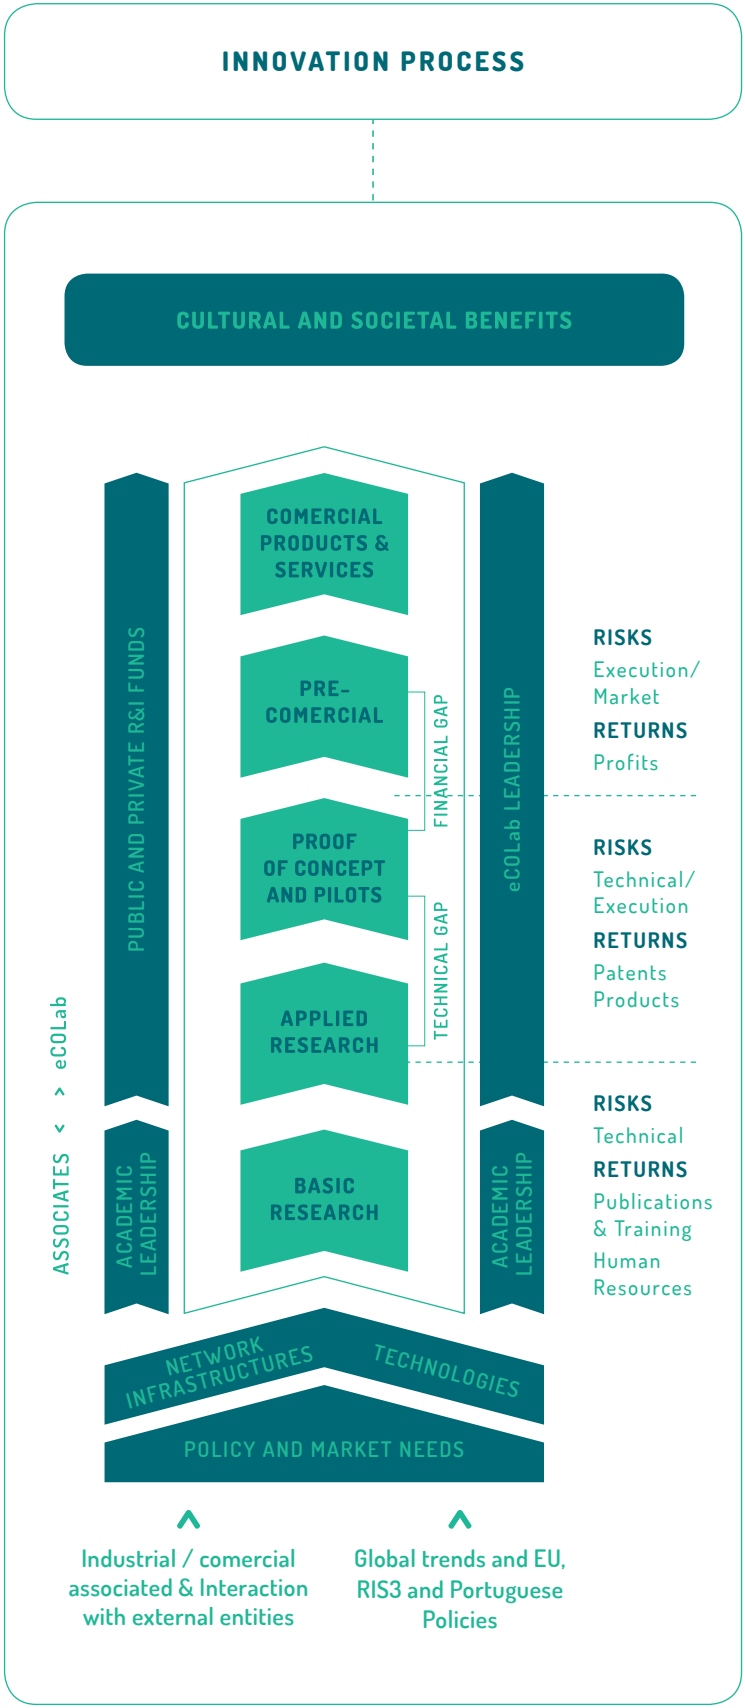 INNOVATION PROCESS
CULTURAL AND SOCIETAL BENEFITS
COMERCIAL
PRODUCTS &
SERVICES
PRE-
COMERCIAL
PROOF
OF CONCEPT
AND PILOTS
APPLIED
RESEARCH
BASIC
RESEARCH
FINANCIAL GAP
TECHNICAL GAP
PUBLIC AND PRIVATE R&I FUNDS
eCOLab LEADERSHIP
ASSOCIATES < > eCOLab
ACADEMIC
LEADERSHIP
ACADEMIC
LEADERSHIP
RISKS
Execution/
Market
RETURNS
Profits
RISKS
Technical/
Execution
RETURNS
Patents
Products
RISKS
Technical
RETURNS
Publications
& Training
Human
Resources
NETWORK
INFRASTRUCTURES
TECHNOLOGIES
POLICY AND MARKET NEEDS
Industrial / comercial
associated & Interaction
with external entities
Global trends and EU,
RIS3 and Portuguese
Policies